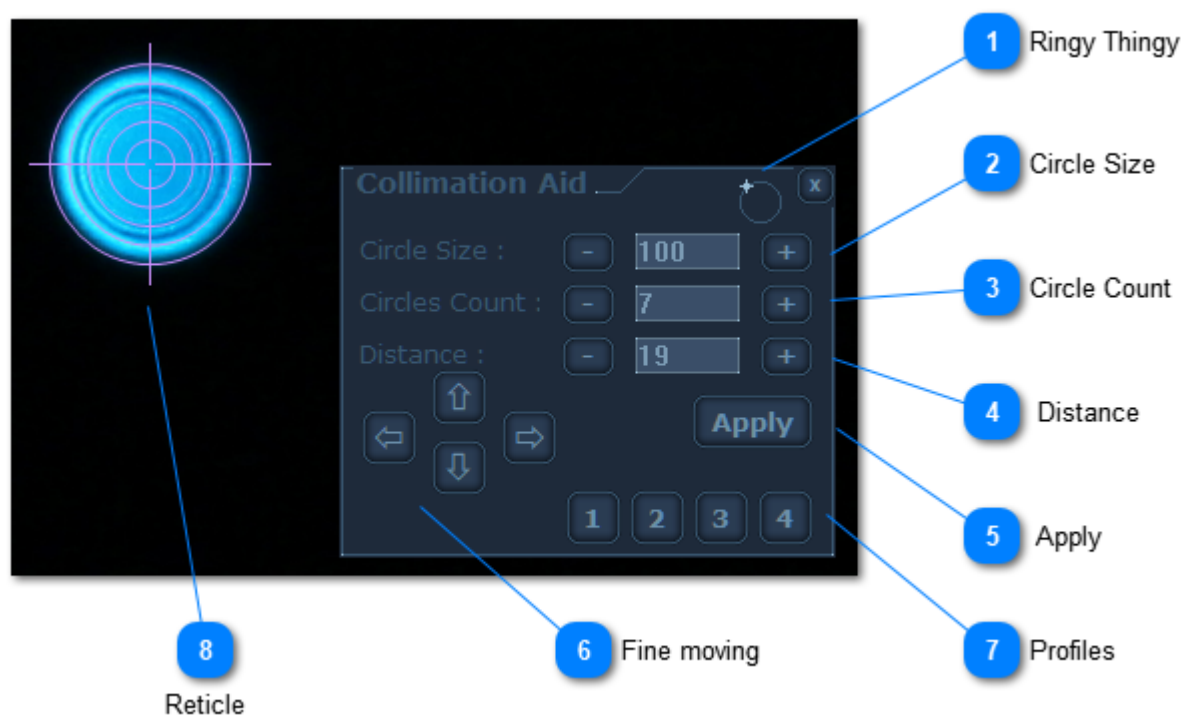 1 Ringy Thingy
Collimation Aid
x
2 Circle Size
Circle Size : - 100 +
3 Circle Count
Circles Count : - 7 +
Distance : - 19 +
4 Distance
Apply
5 Apply
1 2 3 4
8
Reticle
6 Fine moving
7 Profiles